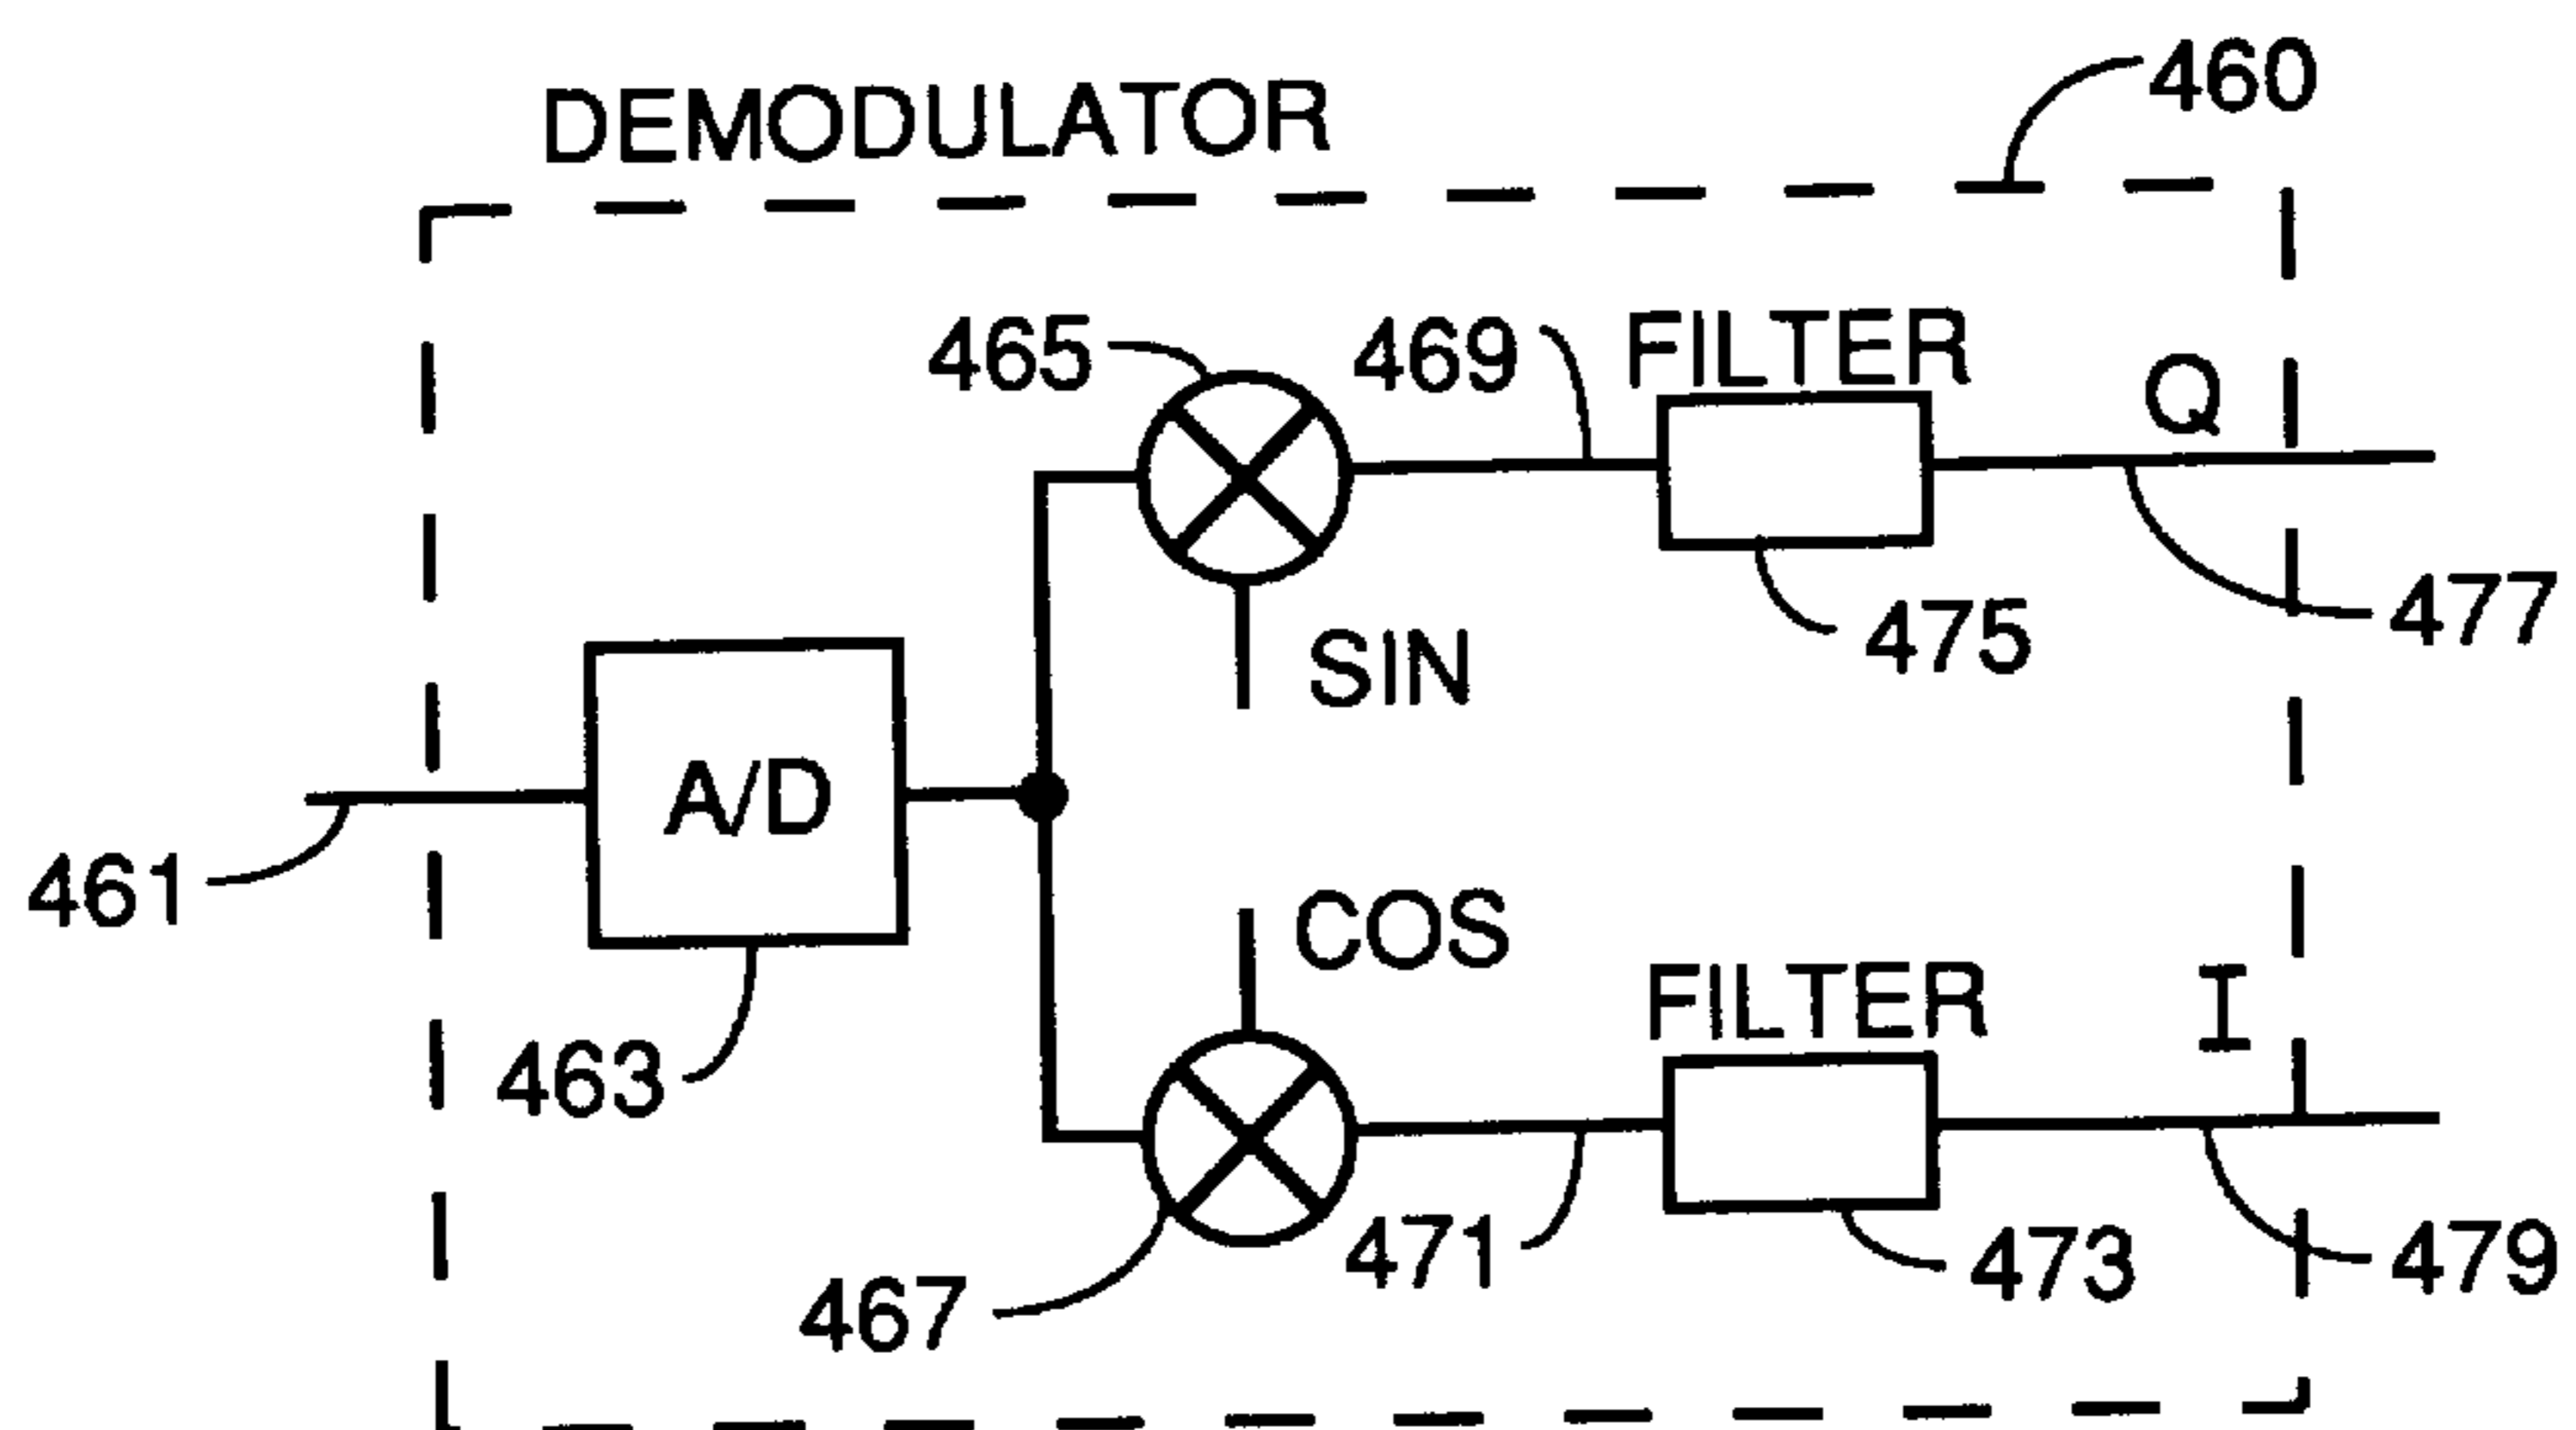 460
DEMODULATOR
465
469
FILTER
Q
475
477
SIN
A/D
461
COS
463
FILTER
I
467
471
473
479